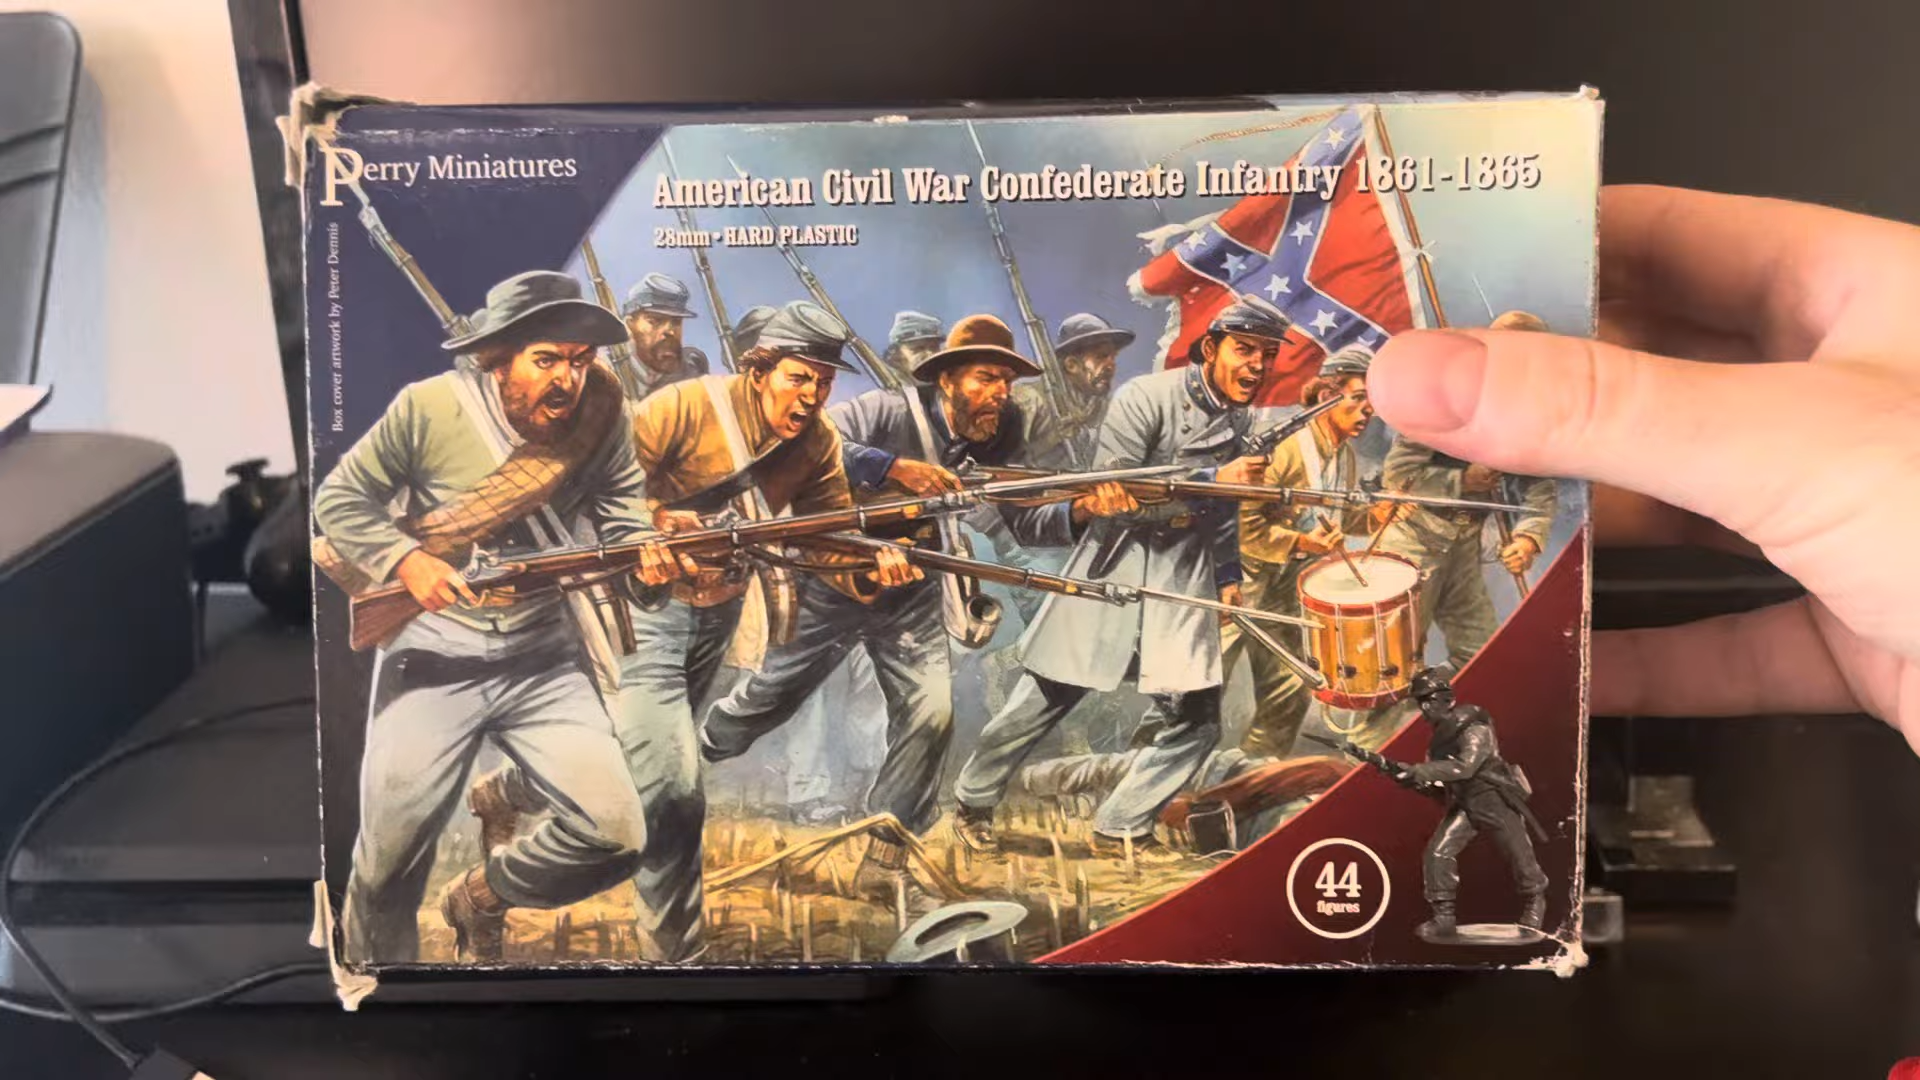 Perry Miniatures
American Civil War Confederate Infantry 1861-1865
28mm • HARD PLASTIC
Box cover artwork by Peter Dennis
44
figures